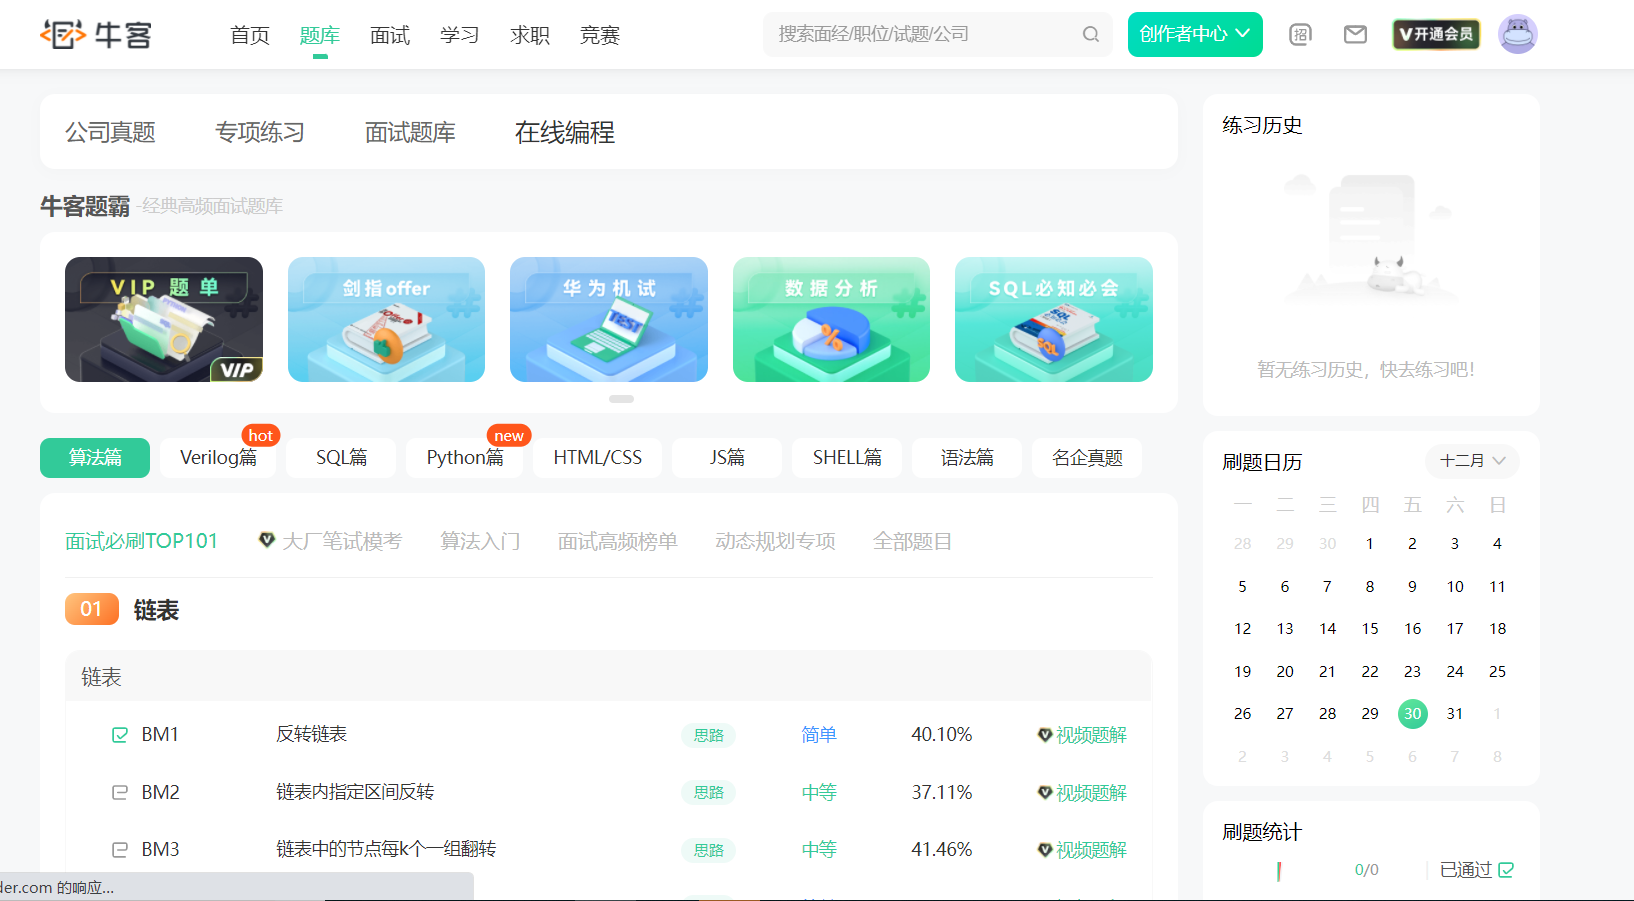 牛客
首页 题库 面试 学习 求职 竞赛
搜索面经/职位/试题/公司
创作者中心
招
V开通会员
公司真题 专项练习 面试题库 在线编程
牛客题霸 -经典高频面试题库
VIP 题 单
VIP
剑指offer
华为机试
TEST
数据分析
%
SQL必知必会
SQL
SQL
hot
new
算法篇 Verilog篇 SQL篇 Python篇 HTML/CSS JS篇 SHELL篇 语法篇 名企真题
面试必刷TOP101 大厂笔试模考 算法入门 面试高频榜单 动态规划专项 全部题目
01 链表
链表
BM1 反转链表 思路 简单 40.10% 视频题解
BM2 链表内指定区间反转 思路 中等 37.11% 视频题解
BM3 链表中的节点每k个一组翻转 思路 中等 41.46% 视频题解
der.com 的响应...
练习历史
暂无练习历史，快去练习吧！
刷题日历 十二月
一 二 三 四 五 六 日
28 29 30 1 2 3 4
5 6 7 8 9 10 11
12 13 14 15 16 17 18
19 20 21 22 23 24 25
26 27 28 29 30 31 1
2 3 4 5 6 7 8
刷题统计
0/0 已通过